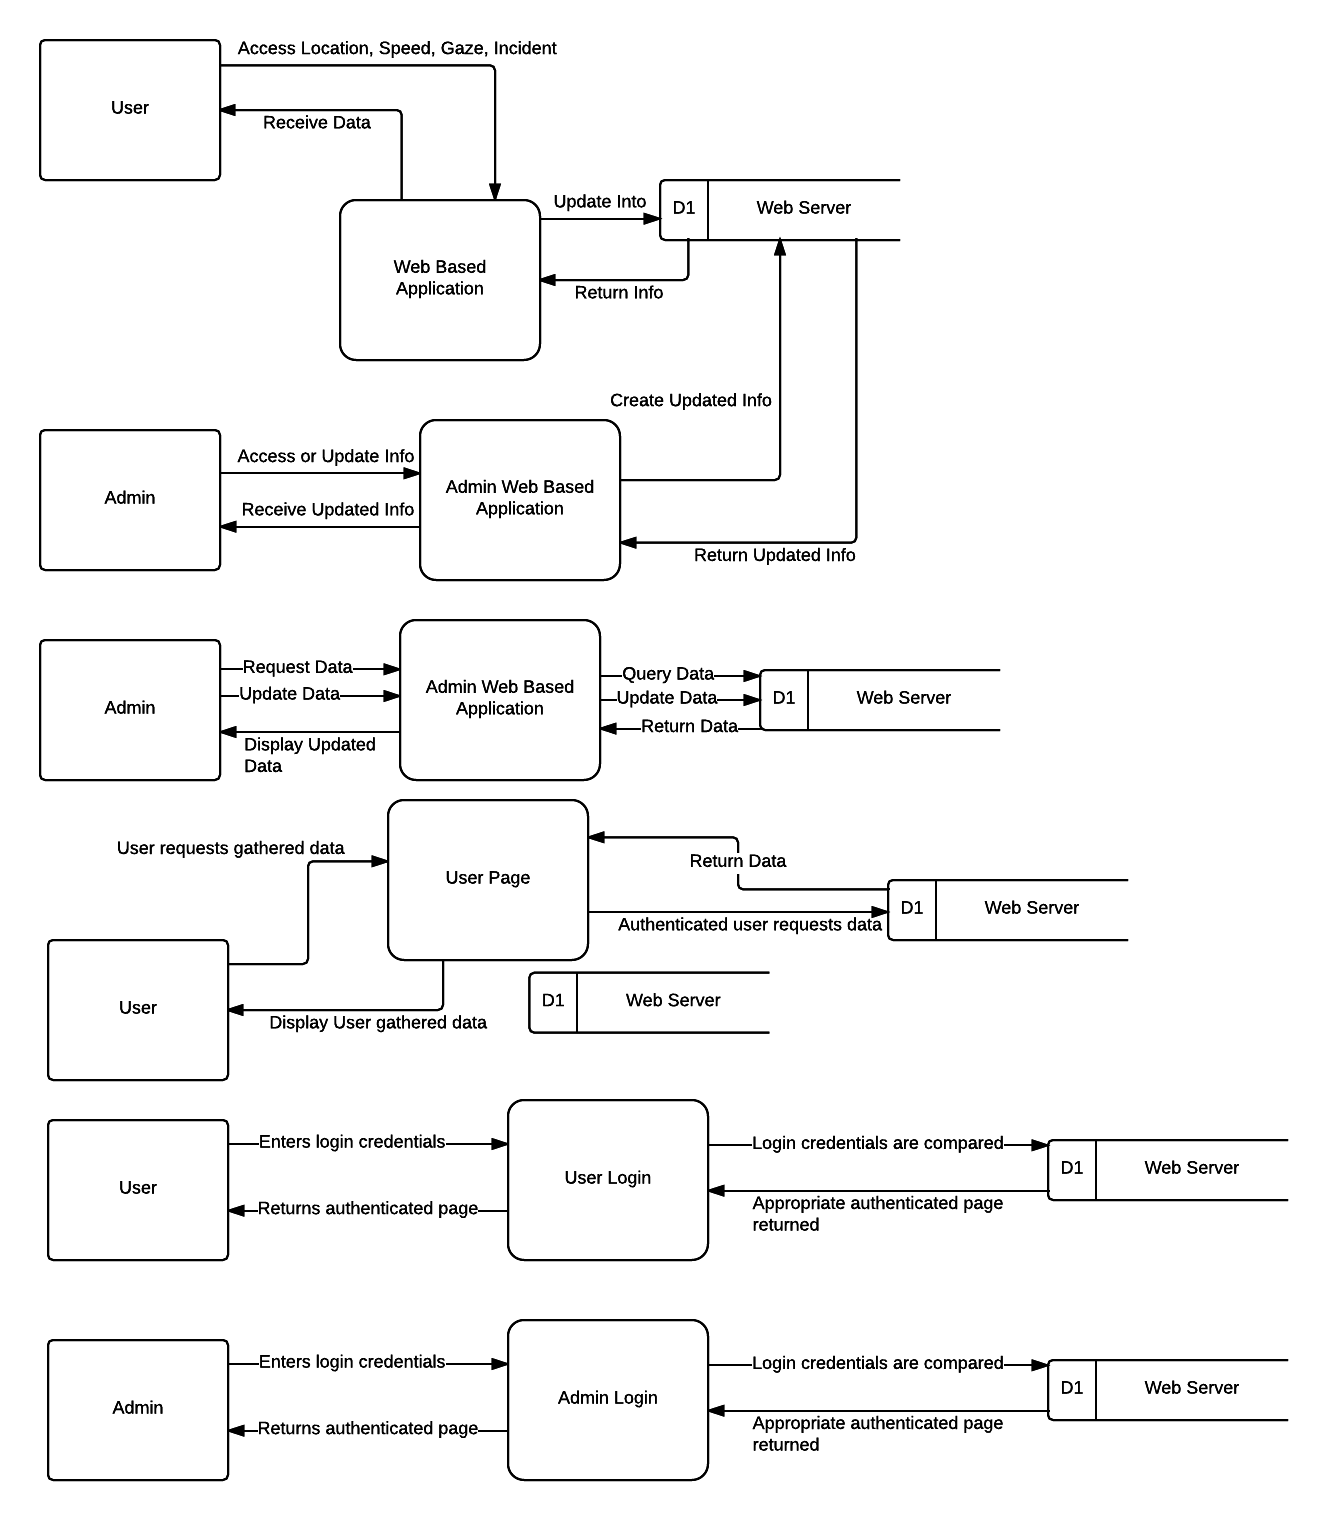 Access Location, Speed, Gaze, Incident
User
Receive Data
Update Into
D1
Web Server
Web Based
Application
Return Info
Create Updated Info
Access or Update Info
Admin
Admin Web Based
Application
Receive Updated Info
Return Updated Info
Request Data
Update Data
Admin
Display Updated
Data
Admin Web Based
Application
Query Data
Update Data
Return Data
D1
Web Server
User requests gathered data
User Page
Return Data
Authenticated user requests data
D1
Web Server
User
Display User gathered data
D1
Web Server
User
Enters login credentials
Returns authenticated page
User Login
Login credentials are compared
Appropriate authenticated page
returned
D1
Web Server
Admin
Enters login credentials
Returns authenticated page
Admin Login
Login credentials are compared
Appropriate authenticated page
returned
D1
Web Server